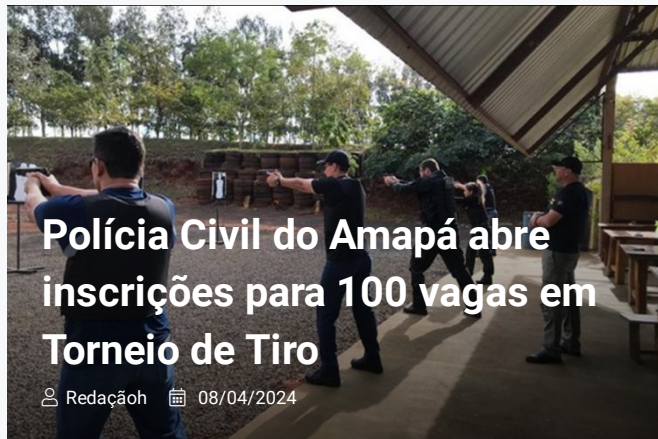 Polícia Civil do Amapá abre
inscrições para 100 vagas em
Torneio de Tiro
Redaçãoh 08/04/2024